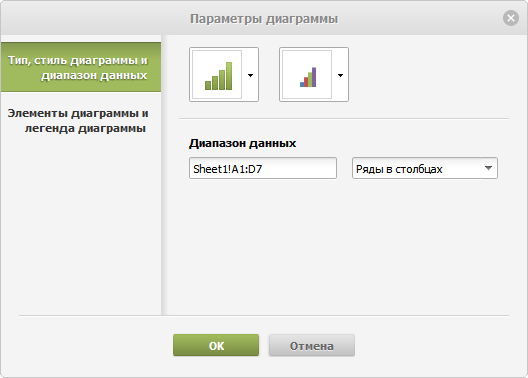 Параметры диаграммы
Тип, стиль диаграммы и
диапазон данных
Элементы диаграммы и
легенда диаграммы
Диапазон данных
Sheet1!A1:D7
Ряды в столбцах
OK
Отмена